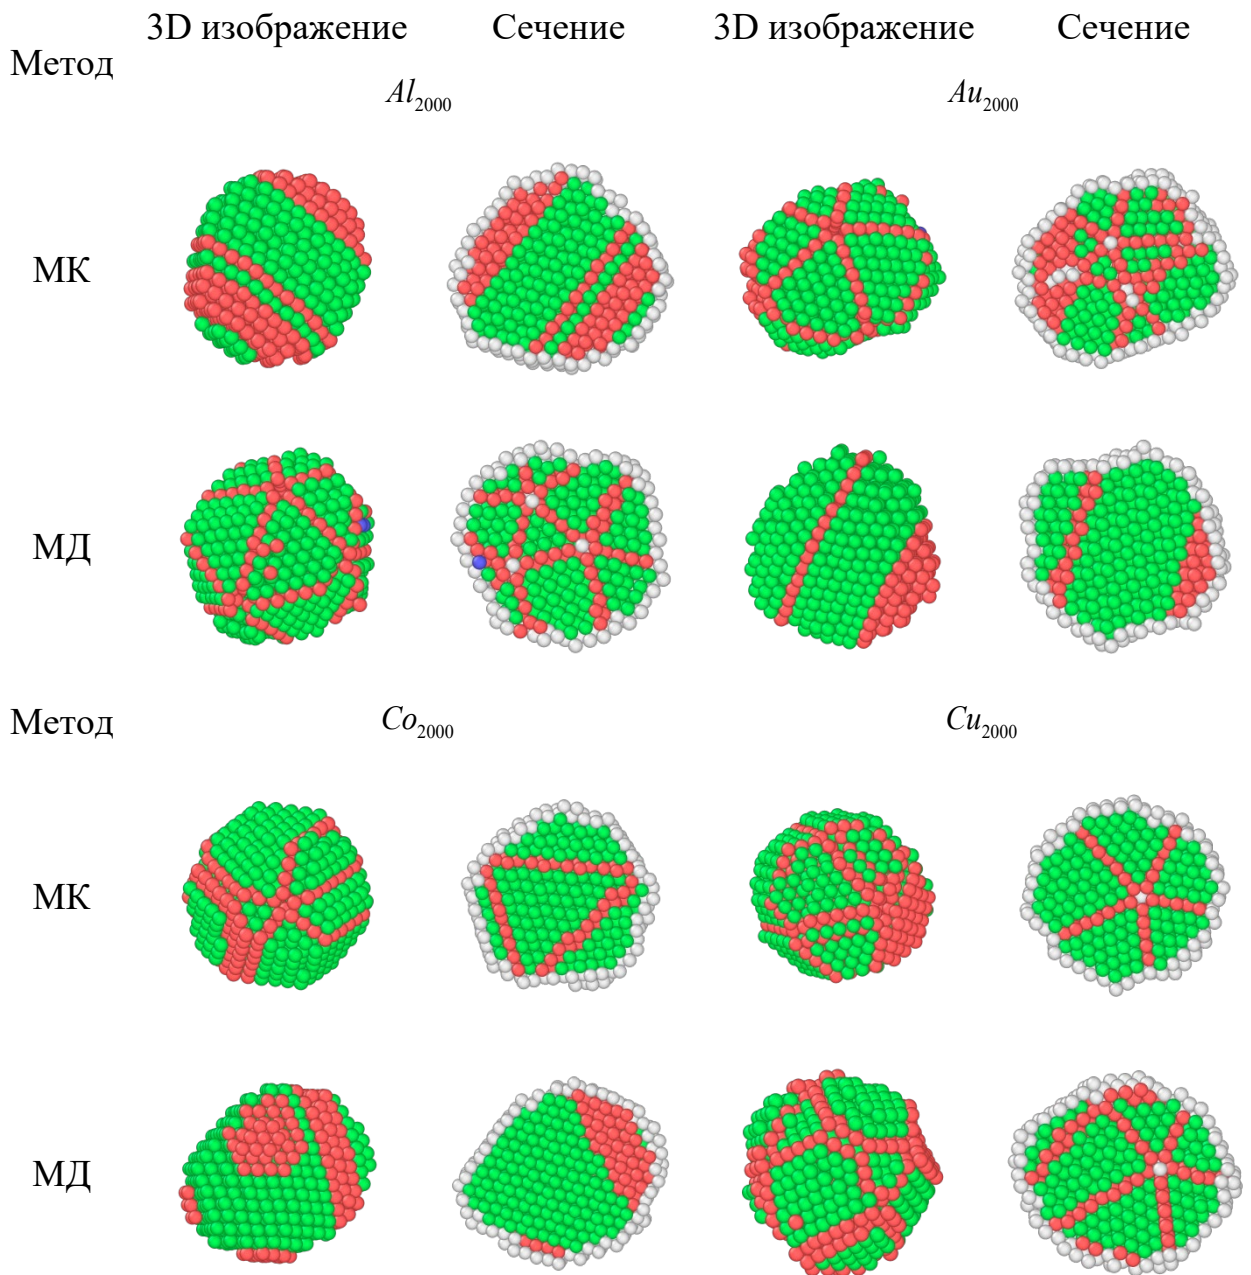 3D изображение Сечение 3D изображение Сечение
Метод
Al2000 Au2000
МК
МД
Метод Co2000 Cu2000
МК
МД